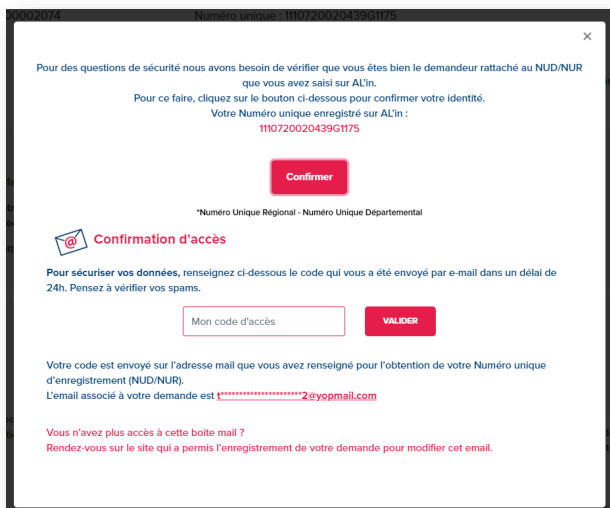 00002074 Numéro unique : 1110720020439G1175
×
Pour des questions de sécurité nous avons besoin de vérifier que vous êtes bien le demandeur rattaché au NUD/NUR
que vous avez saisi sur AL'in.
Pour ce faire, cliquez sur le bouton ci-dessous pour confirmer votre identité.
Votre Numéro unique enregistré sur AL'in :
1110720020439G1175
Confirmer
*Numéro Unique Régional - Numéro Unique Départemental
@ Confirmation d'accès
Pour sécuriser vos données, renseignez ci-dessous le code qui vous a été envoyé par e-mail dans un délai de
24h. Pensez à vérifier vos spams.
Mon code d'accès VALIDER
Votre code est envoyé sur l'adresse mail que vous avez renseigné pour l'obtention de votre Numéro unique
d'enregistrement (NUD/NUR).
L'email associé à votre demande est t**********************2@yopmail.com
Vous n'avez plus accès à cette boite mail ?
Rendez-vous sur le site qui a permis l'enregistrement de votre demande pour modifier cet email.